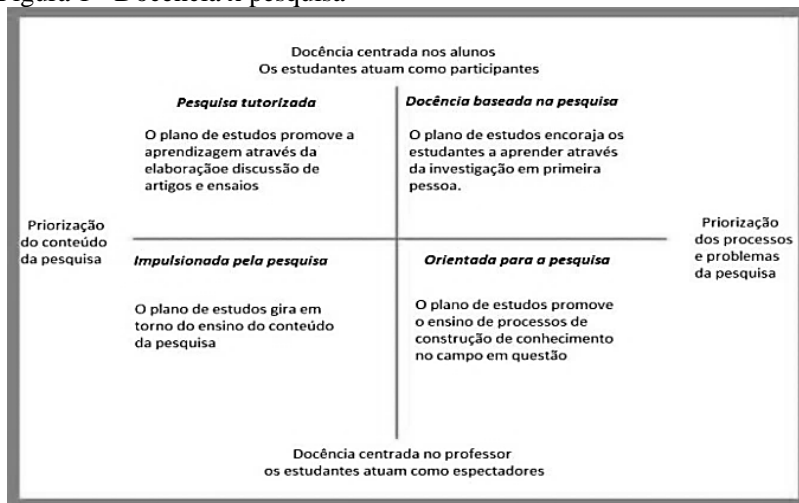 Figura 1 - Docência x pesquisa
Docência centrada nos alunos
Os estudantes atuam como participantes
Pesquisa tutorizada
O plano de estudos promove a
aprendizagem através da
elaboraçãoe discussão de
artigos e ensaios
Docência baseada na pesquisa
O plano de estudos encoraja os
estudantes a aprender através
da investigação em primeira
pessoa.
Priorização
do conteúdo
da pesquisa
Priorização
dos processos
e problemas
da pesquisa
Impulsionada pela pesquisa
O plano de estudos gira em
torno do ensino do conteúdo
da pesquisa
Orientada para a pesquisa
O plano de estudos promove
o ensino de processos de
construção de conhecimento
no campo em questão
Docência centrada no professor
os estudantes atuam como espectadores